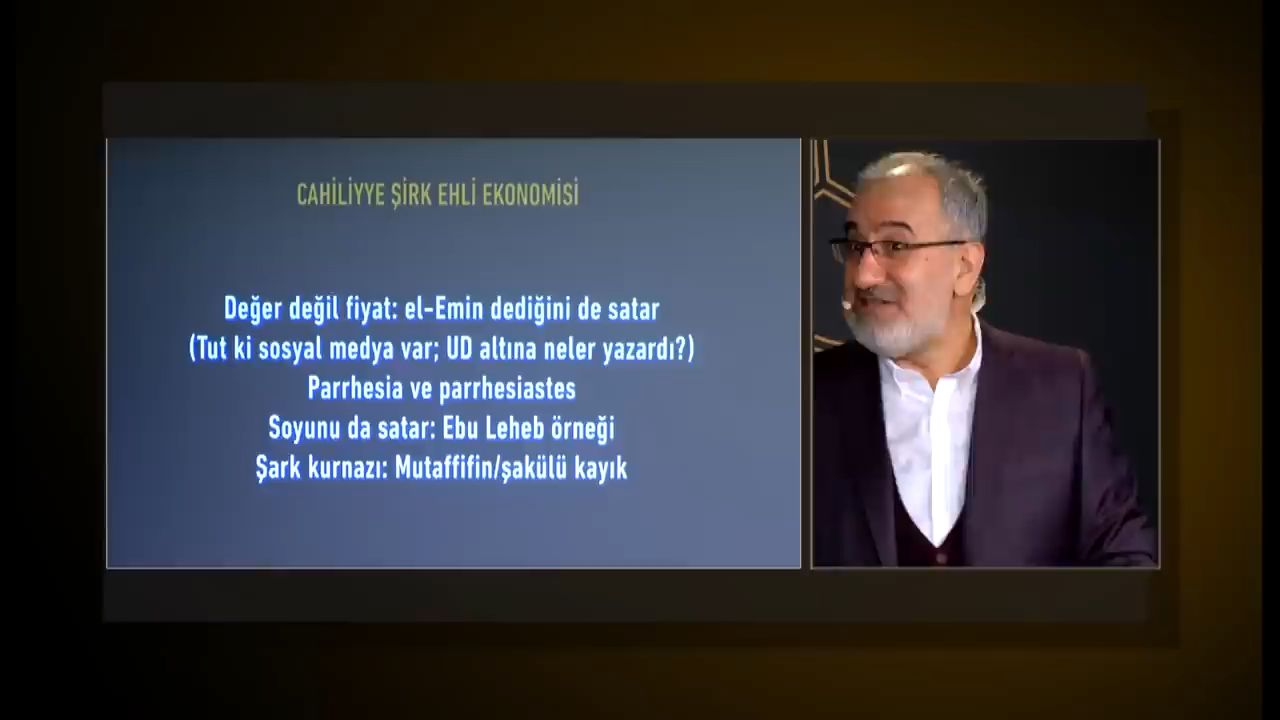 CAHİLİYYE ŞİRK EHLİ EKONOMİSİ
Değer değil fiyat: el-Emin dediğini de satar
(Tut ki sosyal medya var; UD altına neler yazardı?)
Parrhesia ve parrhesiastes
Soyunu da satar: Ebu Leheb örneği
Şark kurnazı: Mutaffifin/şakülü kayık